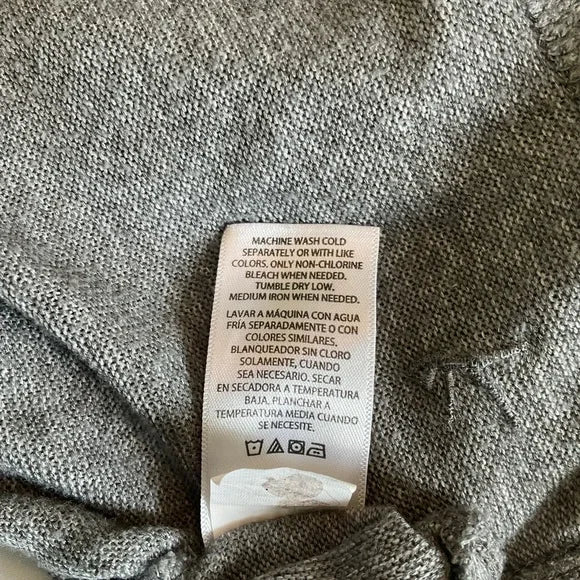 MACHINE WASH COLD
SEPARATELY OR WITH LIKE
COLORS. ONLY NON-CHLORINE
BLEACH WHEN NEEDED.
TUMBLE DRY LOW.
MEDIUM IRON WHEN NEEDED.
LAVAR A MÁQUINA CON AGUA
FRÍA SEPARADAMENTE O CON
COLORES SIMILARES.
BLANQUEADOR SIN CLORO
SOLAMENTE, CUANDO
SEA NECESARIO. SECAR
EN SECADORA A TEMPERATURA
BAJA. PLANCHAR A
TEMPERATURA MEDIA CUANDO
SE NECESITE.